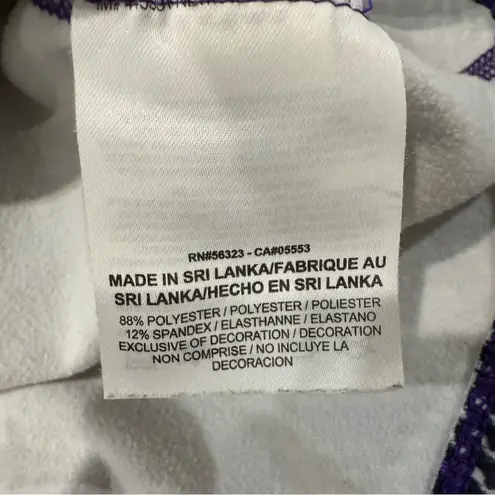 RN#56323 - CA#05553
MADE IN SRI LANKA/FABRIQUE AU
SRI LANKA/HECHO EN SRI LANKA
88% POLYESTER / POLYESTER / POLIESTER
12% SPANDEX / ELASTHANNE / ELASTANO
EXCLUSIVE OF DECORATION / DECORATION
NON COMPRISE / NO INCLUYE LA
DECORACION